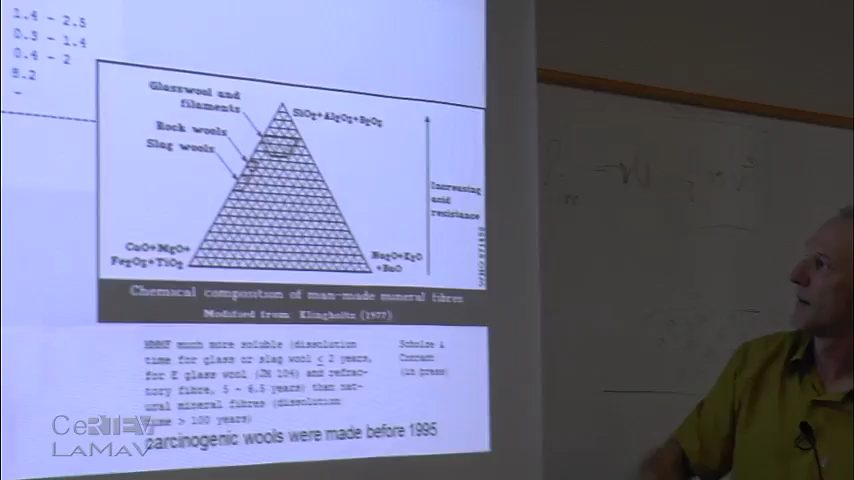 1.4 - 2.5
0.3 - 1.4
0.4 - 2
8.2
-
Glasswool and
filaments
Rock wools
Slag wools
SiO2+Al2O3+B2O3
Increasing
acid
resistance
CaO+MgO+
Fe2O3+TiO2
Na2O+K2O
+BaO
Chemical composition of man-made mineral fibres
Modified from Klingholtz (1977)
MMMF much more soluble (dissolution
time for glass or slag wool < 2 years,
for E glass wool (JM 104) and refrac-
tory fibre, 5 - 6.5 years) than nat-
ural mineral fibres (dissolution
time > 100 years)
Scholze &
Conradt
(in press)
carcinogenic wools were made before 1995
CeRTEV
LaMaV